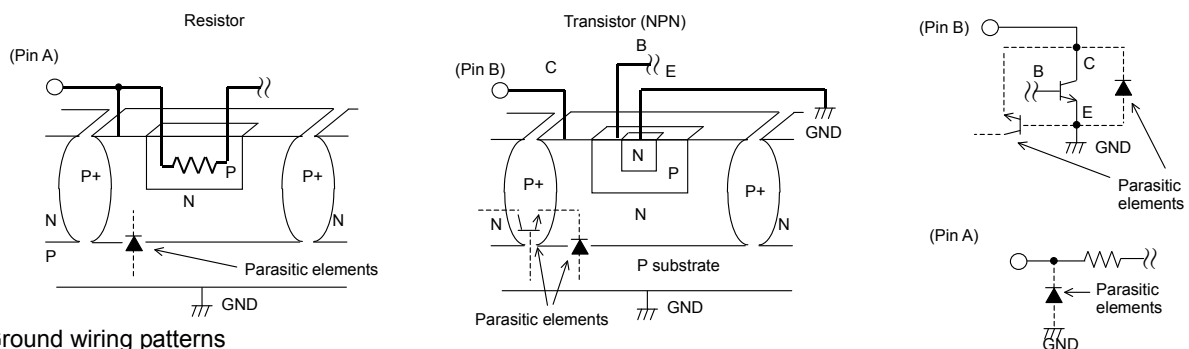 Resistor
(Pin A)
P+
P
P+
N
N
N
P
Parasitic elements
GND
Transistor (NPN)
(Pin B)
C
B
E
GND
N
P
P+
P+
N
N
N
P substrate
Parasitic elements
GND
(Pin B)
C
B
E
GND
Parasitic
elements
(Pin A)
Parasitic
elements
GND
Ground wiring patterns